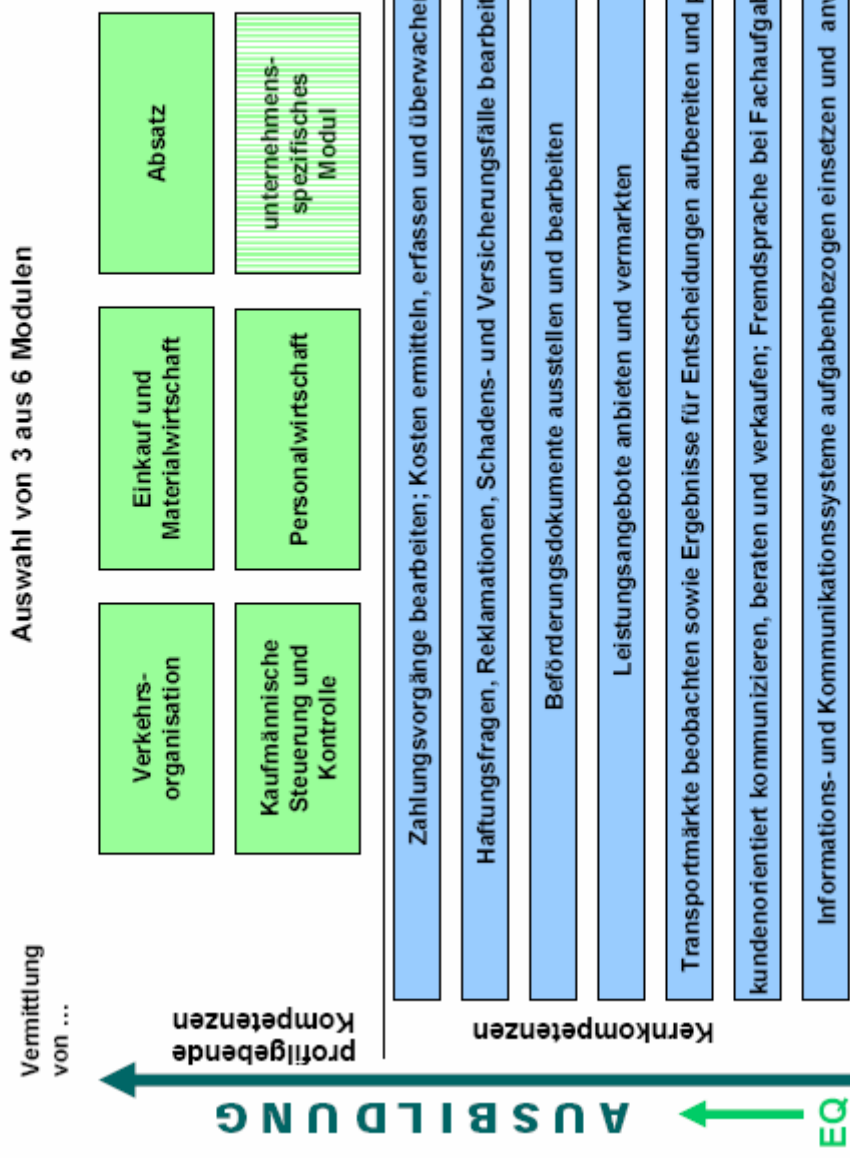 Auswahl von 3 aus 6 Modulen
Vermittlung
von ...
profilgebende
Kompetenzen
Verkehrs-
organisation
Einkauf und
Materialwirtschaft
Absatz
Kaufmännische
Steuerung und
Kontrolle
Personalwirtschaft
unternehmens-
spezifisches
Modul
Kernkompetenzen
Zahlungsvorgänge bearbeiten; Kosten ermitteln, erfassen und
Haftungsfragen, Reklamationen, Schadens- und Versicherungsfälle
Beförderungsdokumente ausstellen und bearbeiten
Leistungsangebote anbieten und vermarkten
Transportmärkte beobachten sowie Ergebnisse für Entscheidungen aufbereiten und
kundenorientiert kommunizieren, beraten und verkaufen; Fremdsprache bei
Informations- und Kommunikationssysteme aufgabenbezogen einsetzen und
AUSBILDUNG
EQ